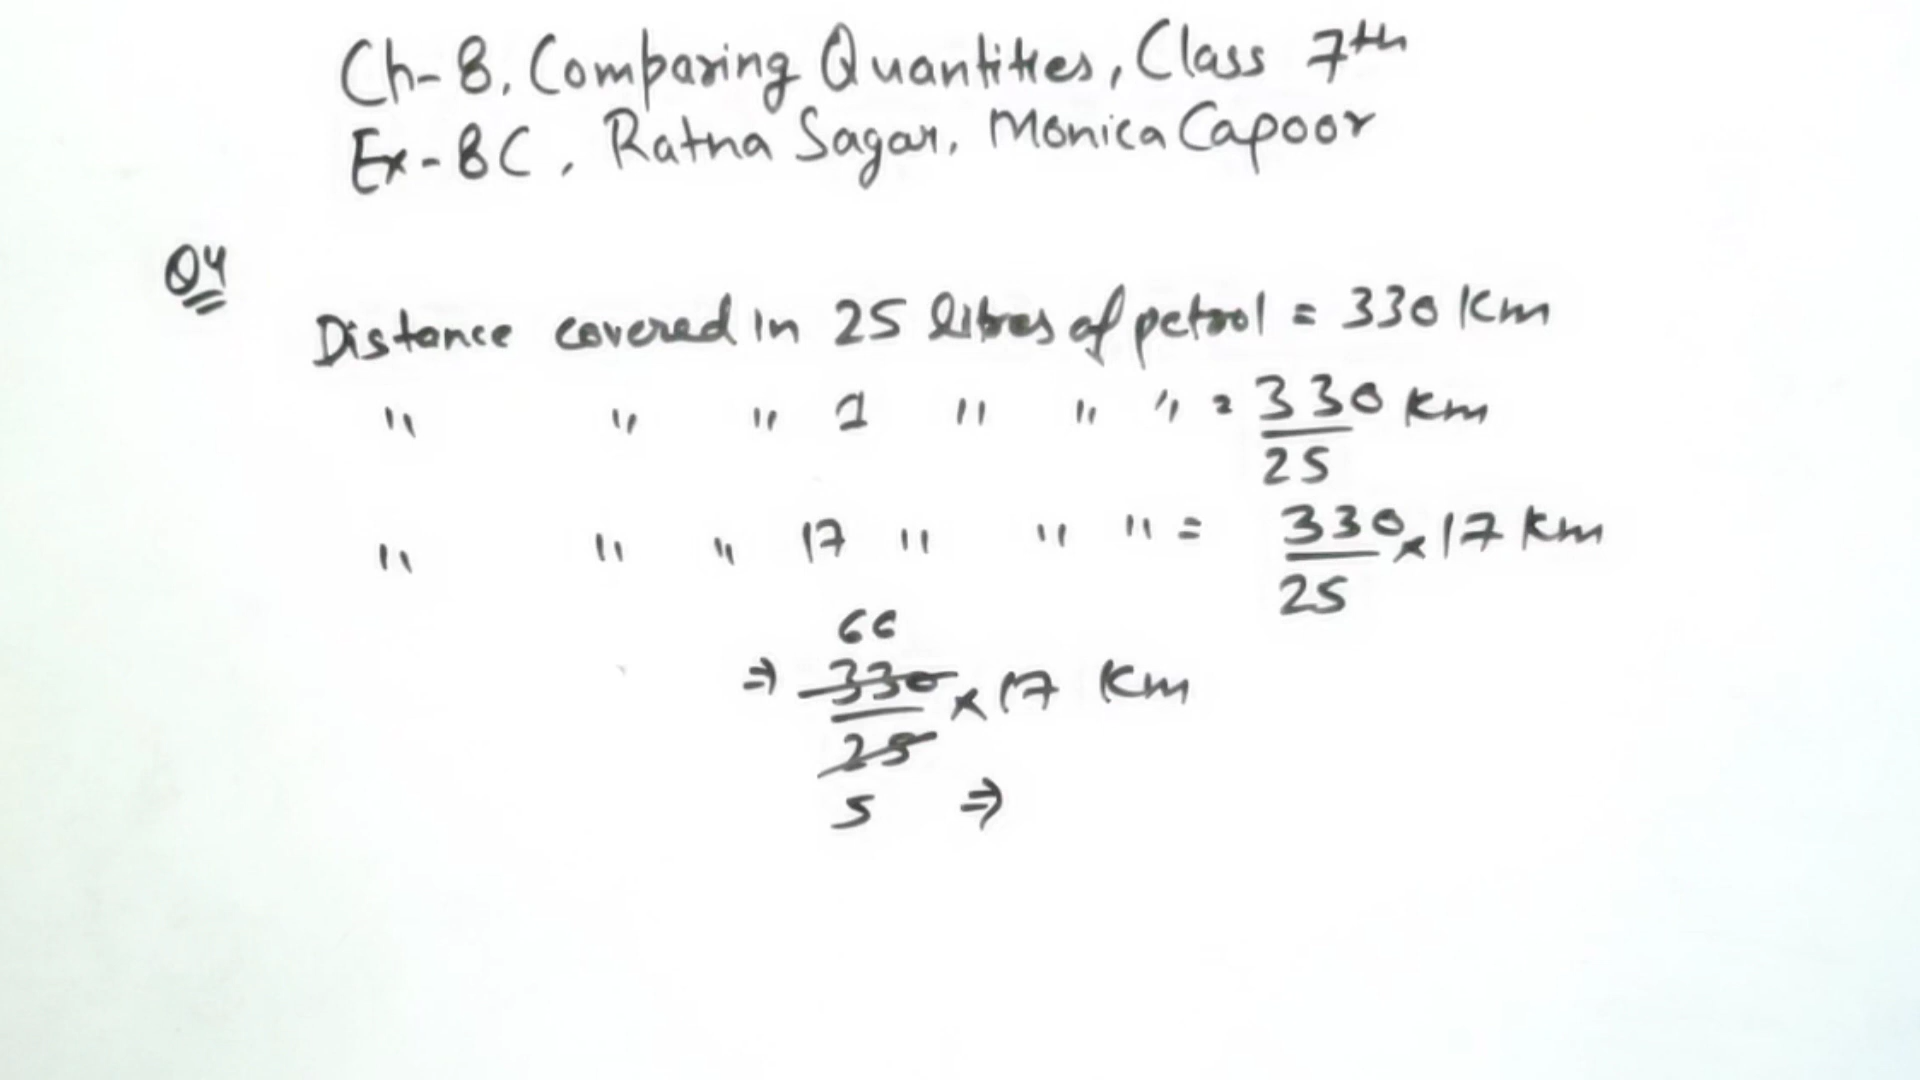 Ch-8, Comparing Quantities, Class 7th
Ex-8C, Ratna Sagar, Monica Capoor
Q4
Distance covered in 25 litres of petrol = 330 Km
" " " 1 " " " = 330/25 km
" " " 17 " " " = 330/25 × 17 Km
66
⇒ 330/25 × 17 Km
5 ⇒